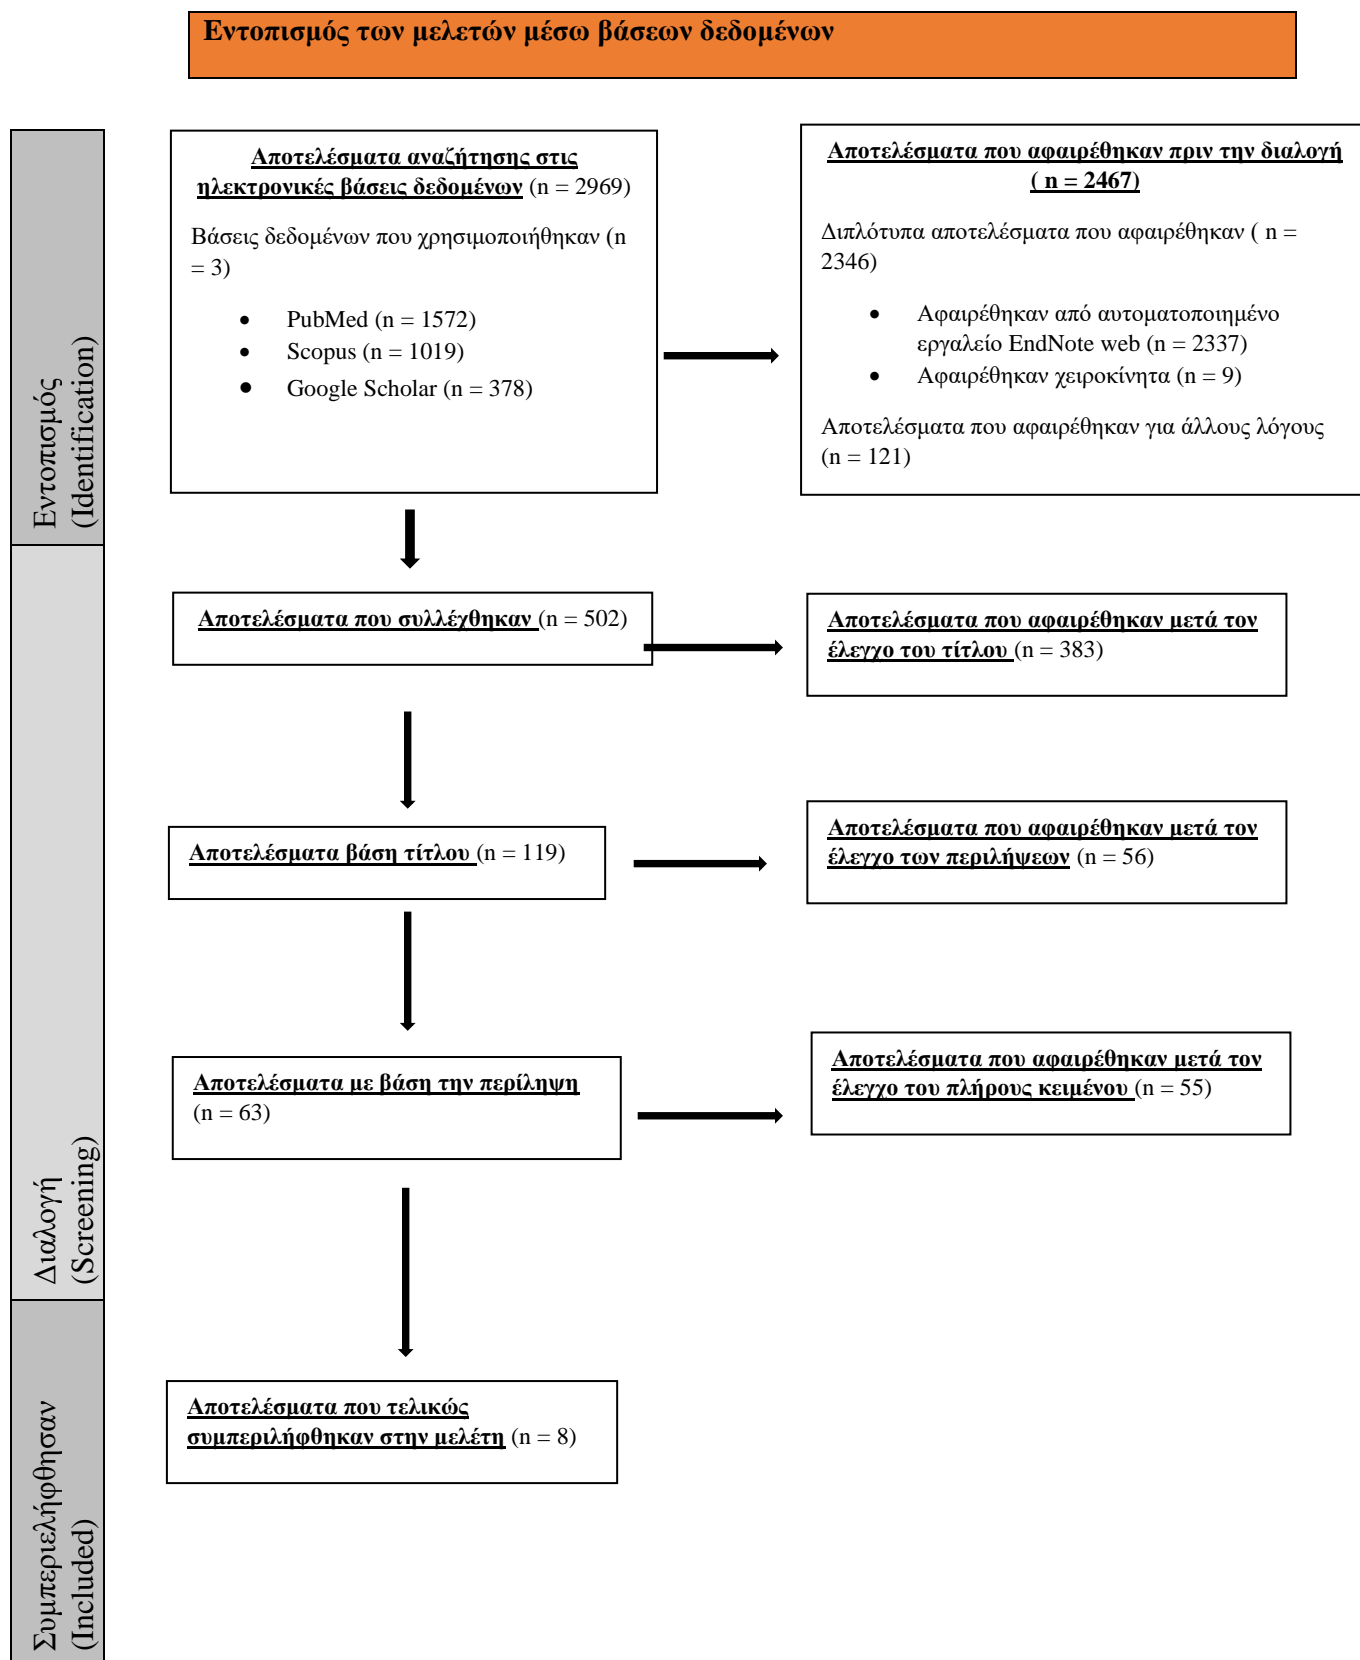 Εντοπισμός των μελετών μέσω βάσεων δεδομένων
Εντοπισμός
(Identification)
Αποτελέσματα αναζήτησης στις
ηλεκτρονικές βάσεις δεδομένων (n = 2969)
Βάσεις δεδομένων που χρησιμοποιήθηκαν (n
= 3)
• PubMed (n = 1572)
• Scopus (n = 1019)
• Google Scholar (n = 378)
Αποτελέσματα που αφαιρέθηκαν πριν την διαλογή
( n = 2467)
Διπλότυπα αποτελέσματα που αφαιρέθηκαν ( n =
2346)
• Αφαιρέθηκαν από αυτοματοποιημένο
εργαλείο EndNote web (n = 2337)
• Αφαιρέθηκαν χειροκίνητα (n = 9)
Αποτελέσματα που αφαιρέθηκαν για άλλους λόγους
(n = 121)
Διαλογή
(Screening)
Αποτελέσματα που συλλέχθηκαν (n = 502)
Αποτελέσματα που αφαιρέθηκαν μετά τον
έλεγχο του τίτλου (n = 383)
Αποτελέσματα βάση τίτλου (n = 119)
Αποτελέσματα που αφαιρέθηκαν μετά τον
έλεγχο των περιλήψεων (n = 56)
Αποτελέσματα με βάση την περίληψη
(n = 63)
Αποτελέσματα που αφαιρέθηκαν μετά τον
έλεγχο του πλήρους κειμένου (n = 55)
Συμπεριελήφθησαν
(Included)
Αποτελέσματα που τελικώς
συμπεριλήφθηκαν στην μελέτη (n = 8)